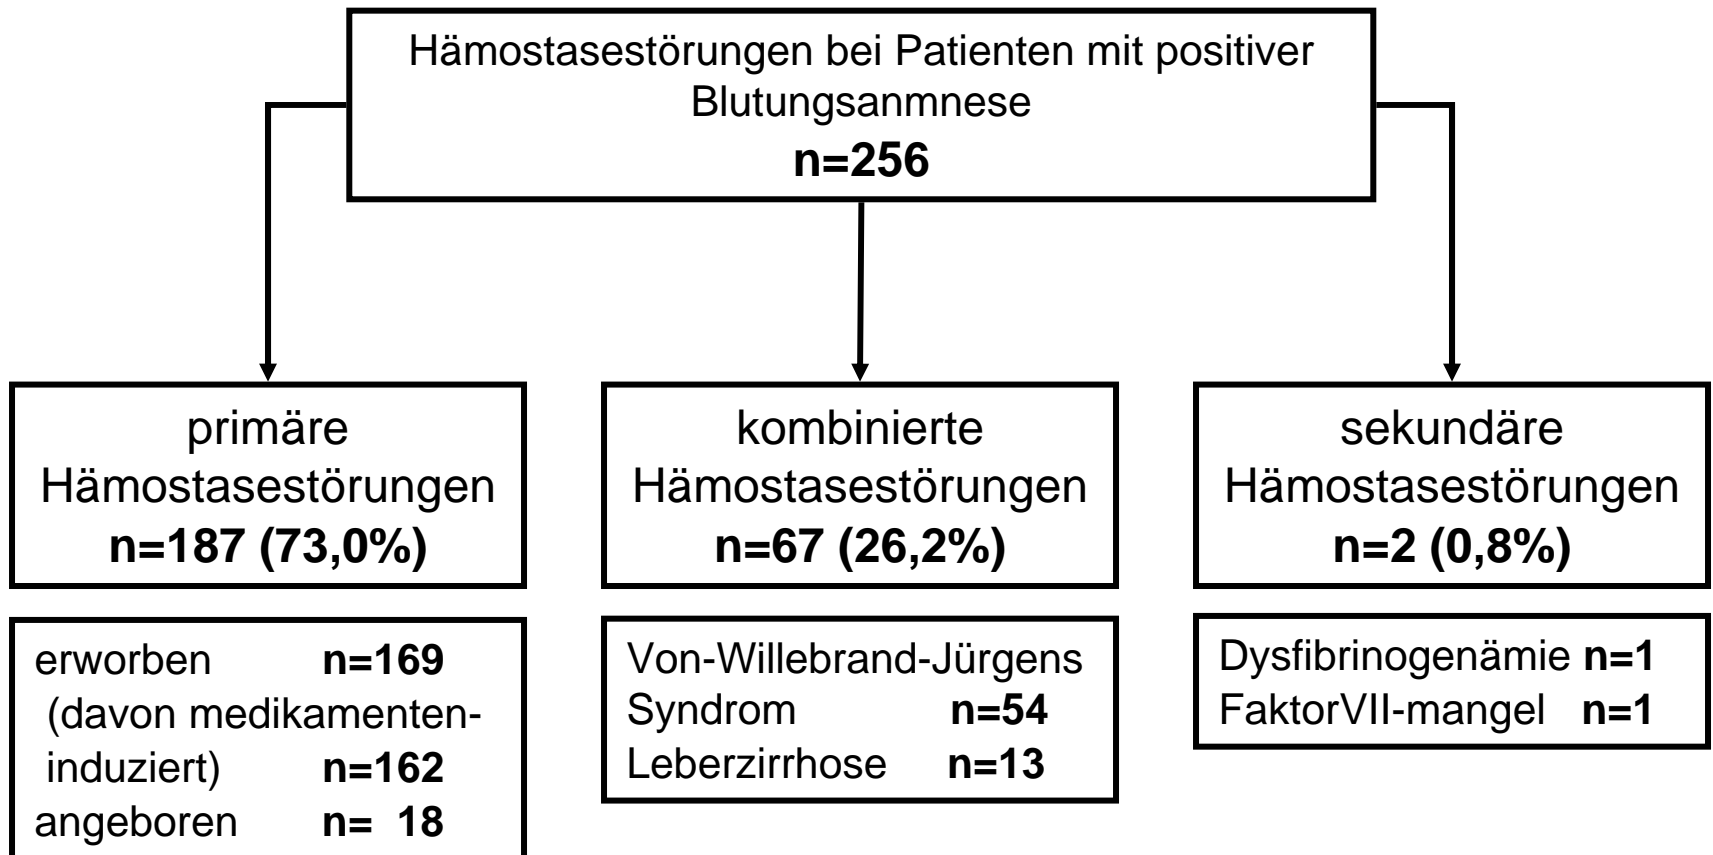 Hämostasestörungen bei Patienten mit positiver
Blutungsanmnese
n=256
primäre
Hämostasestörungen
n=187 (73,0%)
kombinierte
Hämostasestörungen
n=67 (26,2%)
sekundäre
Hämostasestörungen
n=2 (0,8%)
erworben n=169
(davon medikamenten-
induziert) n=162
angeboren n= 18
Von-Willebrand-Jürgens
Syndrom n=54
Leberzirrhose n=13
Dysfibrinogenämie n=1
FaktorVII-mangel n=1